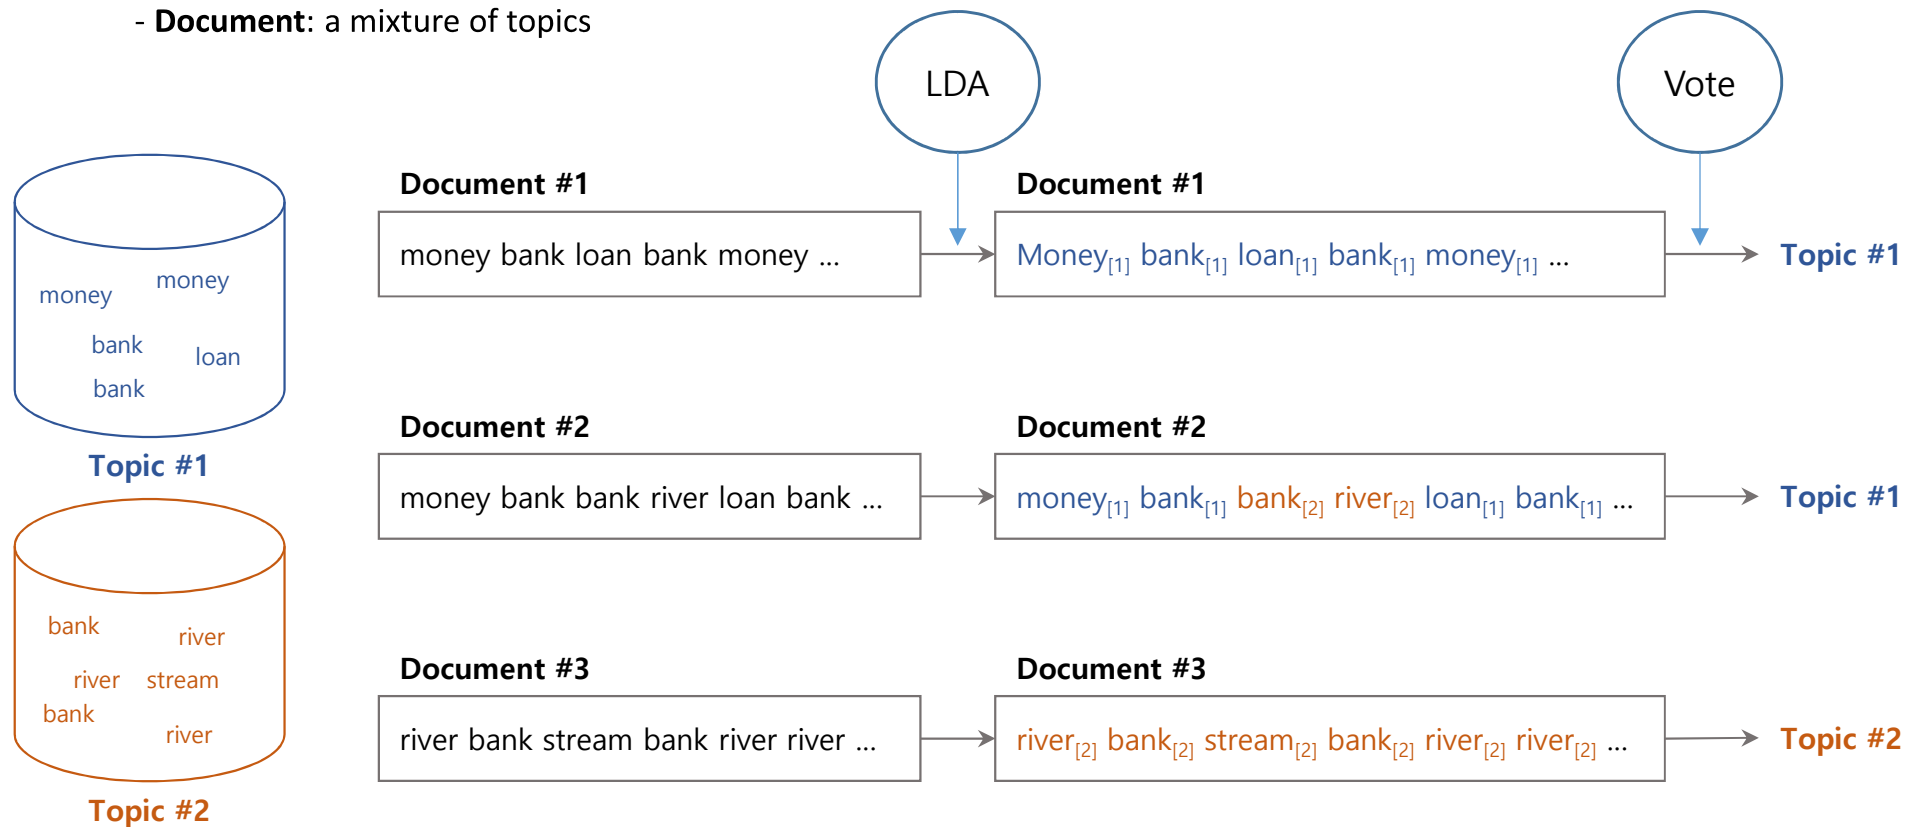 - Document: a mixture of topics
LDA
Vote
money
money
bank
loan
bank
Topic #1
bank
river
river stream
bank
river
Topic #2
Document #1
money bank loan bank money ...
Document #1
Money[1] bank[1] loan[1] bank[1] money[1] ...
Topic #1
Document #2
money bank bank river loan bank ...
Document #2
money[1] bank[1] bank[2] river[2] loan[1] bank[1] ...
Topic #1
Document #3
river bank stream bank river river ...
Document #3
river[2] bank[2] stream[2] bank[2] river[2] river[2] ...
Topic #2